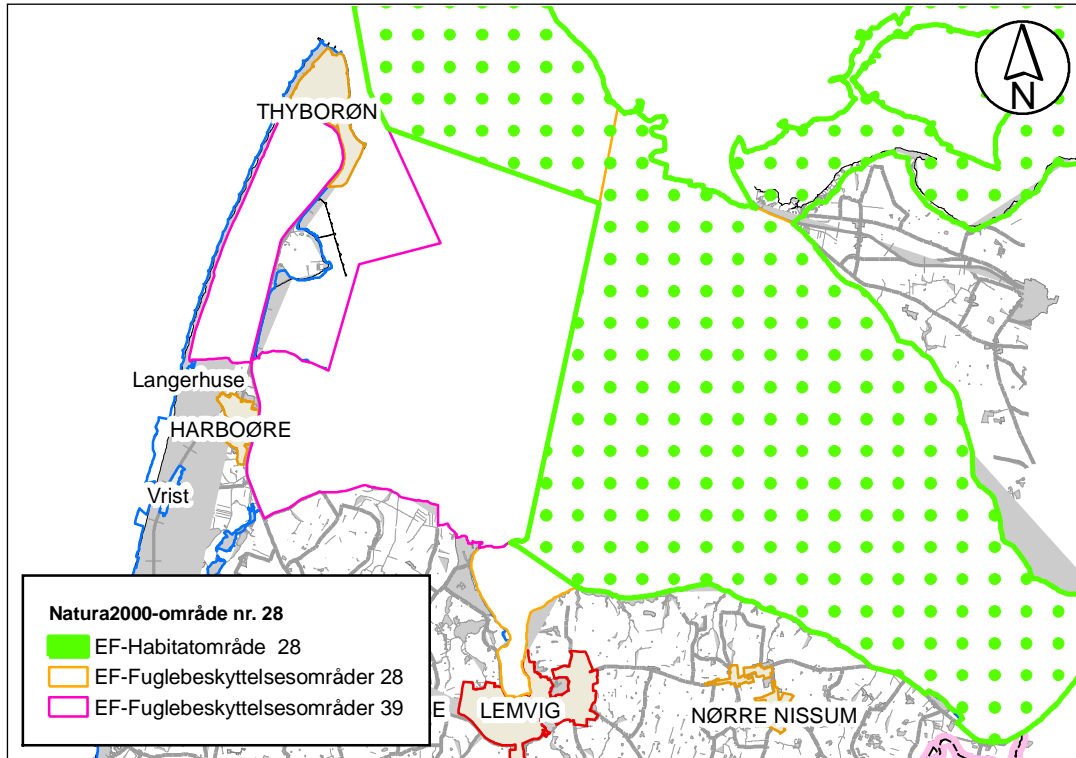 N
THYBORØN
Langerhuse
HARBOØRE
Vrist
Natura2000-område nr. 28
EF-Habitatområde 28
EF-Fuglebeskyttelsesområder 28
EF-Fuglebeskyttelsesområder 39
E
LEMVIG
NØRRE NISSUM